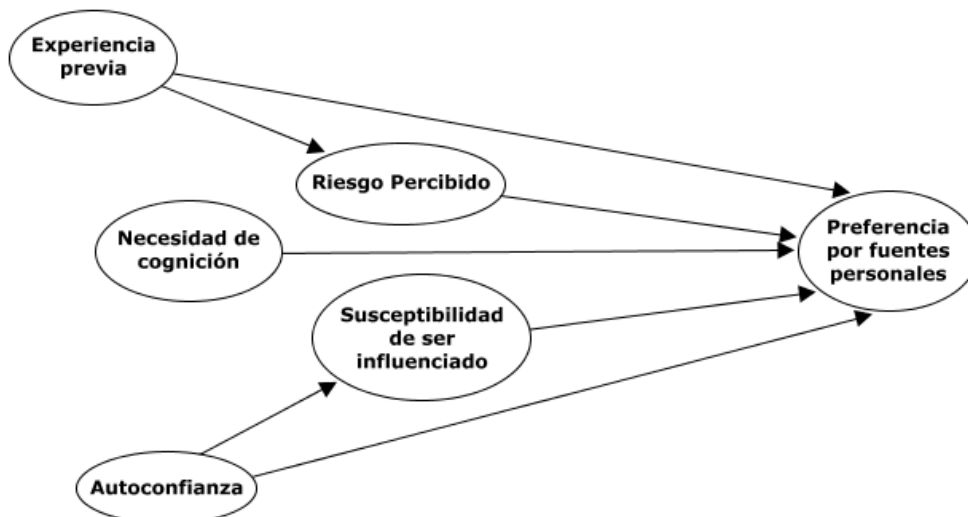 Experiencia
previa
Riesgo Percibido
Necesidad de
cognición
Preferencia
por fuentes
personales
Susceptibilidad
de ser
influenciado
Autoconfianza